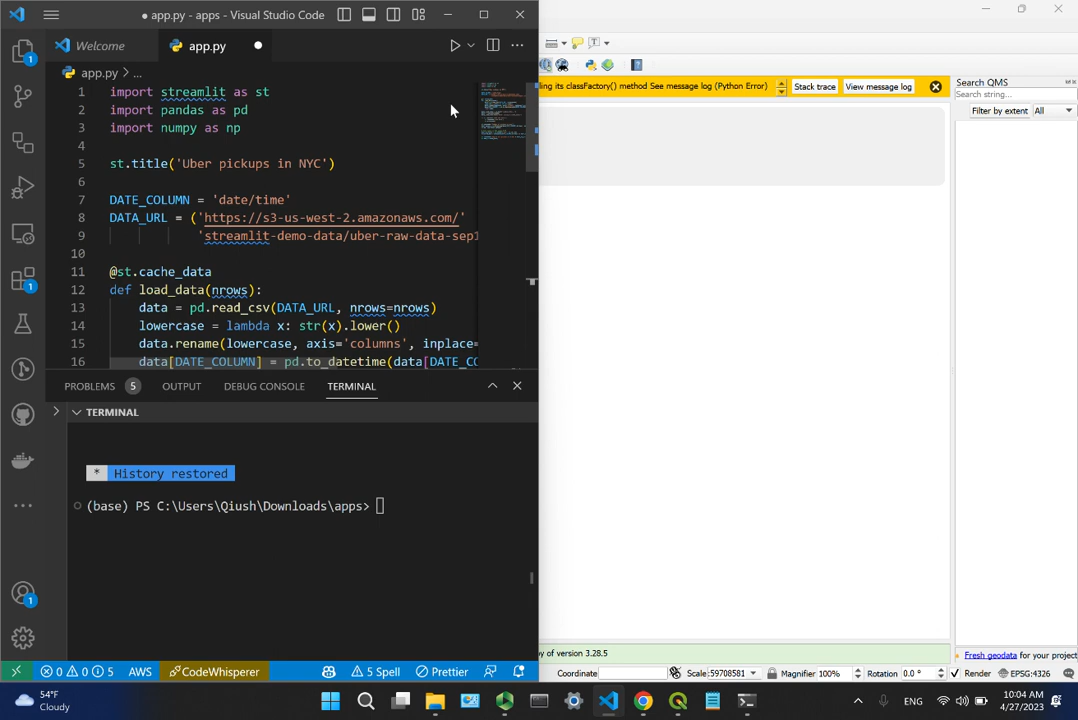 ● app.py - apps - Visual Studio Code
Welcome
app.py
app.py > ...
1 import streamlit as st
2 import pandas as pd
3 import numpy as np
4
5 st.title('Uber pickups in NYC')
6
7 DATE_COLUMN = 'date/time'
8 DATA_URL = ('https://s3-us-west-2.amazonaws.com/'
9 'streamlit-demo-data/uber-raw-data-sep1
10
11 @st.cache_data
12 def load_data(nrows):
13 data = pd.read_csv(DATA_URL, nrows=nrows)
14 lowercase = lambda x: str(x).lower()
15 data.rename(lowercase, axis='columns', inplace=
16 data[DATE_COLUMN] = pd.to_datetime(data[DATE_CO
PROBLEMS 5 OUTPUT DEBUG CONSOLE TERMINAL
TERMINAL
* History restored
(base) PS C:\Users\Qiush\Downloads\apps>
1
1
1
0 0 5 AWS CodeWhisperer 5 Spell Prettier
ling its classFactory() method See message log (Python Error) Stack trace View message log
Search QMS
Search string...
Filter by extent All
Fresh geodata for your project
y of version 3.28.5
Coordinate Scale :59708581 Magnifier 100% Rotation 0.0 ° Render EPSG:4326
54°F
Cloudy
ENG
10:04 AM
4/27/2023